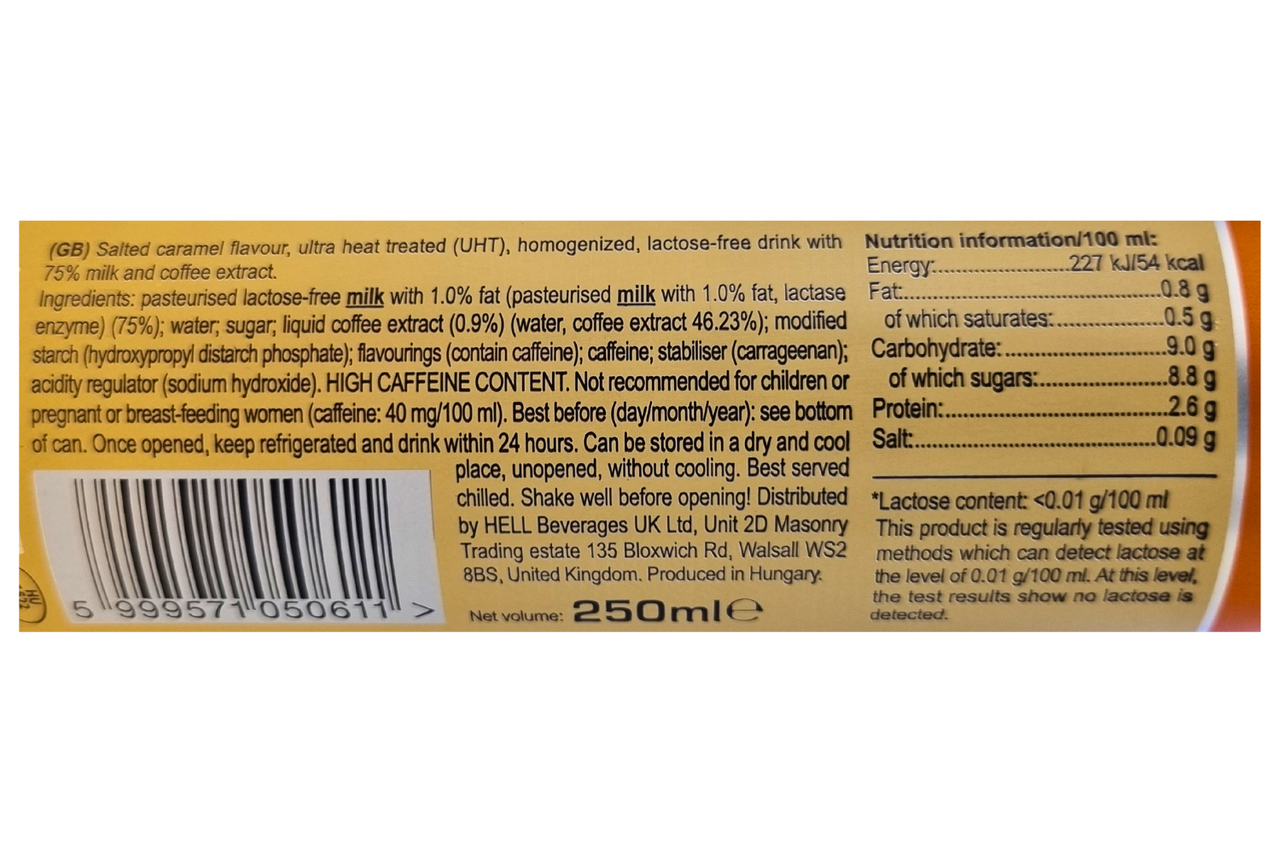 (GB) Salted caramel flavour, ultra heat treated (UHT), homogenized, lactose-free drink with
75% milk and coffee extract.
Ingredients: pasteurised lactose-free milk with 1.0% fat (pasteurised milk with 1.0% fat, lactase
enzyme) (75%); water; sugar; liquid coffee extract (0.9%) (water, coffee extract 46.23%); modified
starch (hydroxypropyl distarch phosphate); flavourings (contain caffeine); caffeine; stabiliser (carrageenan);
acidity regulator (sodium hydroxide). HIGH CAFFEINE CONTENT. Not recommended for children or
pregnant or breast-feeding women (caffeine: 40 mg/100 ml). Best before (day/month/year): see bottom
of can. Once opened, keep refrigerated and drink within 24 hours. Can be stored in a dry and cool
place, unopened, without cooling. Best served
chilled. Shake well before opening! Distributed
by HELL Beverages UK Ltd, Unit 2D Masonry
Trading estate 135 Bloxwich Rd, Walsall WS2
8BS, United Kingdom. Produced in Hungary.
Net volume: 250ml℮
5 999571 050611 >
HU
Nutrition information/100 ml:
Energy:.....................227 kJ/54 kcal
Fat:........................................0.8 g
of which saturates:................0.5 g
Carbohydrate:.........................9.0 g
of which sugars:....................8.8 g
Protein:...................................2.6 g
Salt:......................................0.09 g
*Lactose content: <0.01 g/100 ml
This product is regularly tested using
methods which can detect lactose at
the level of 0.01 g/100 ml. At this level,
the test results show no lactose is
detected.